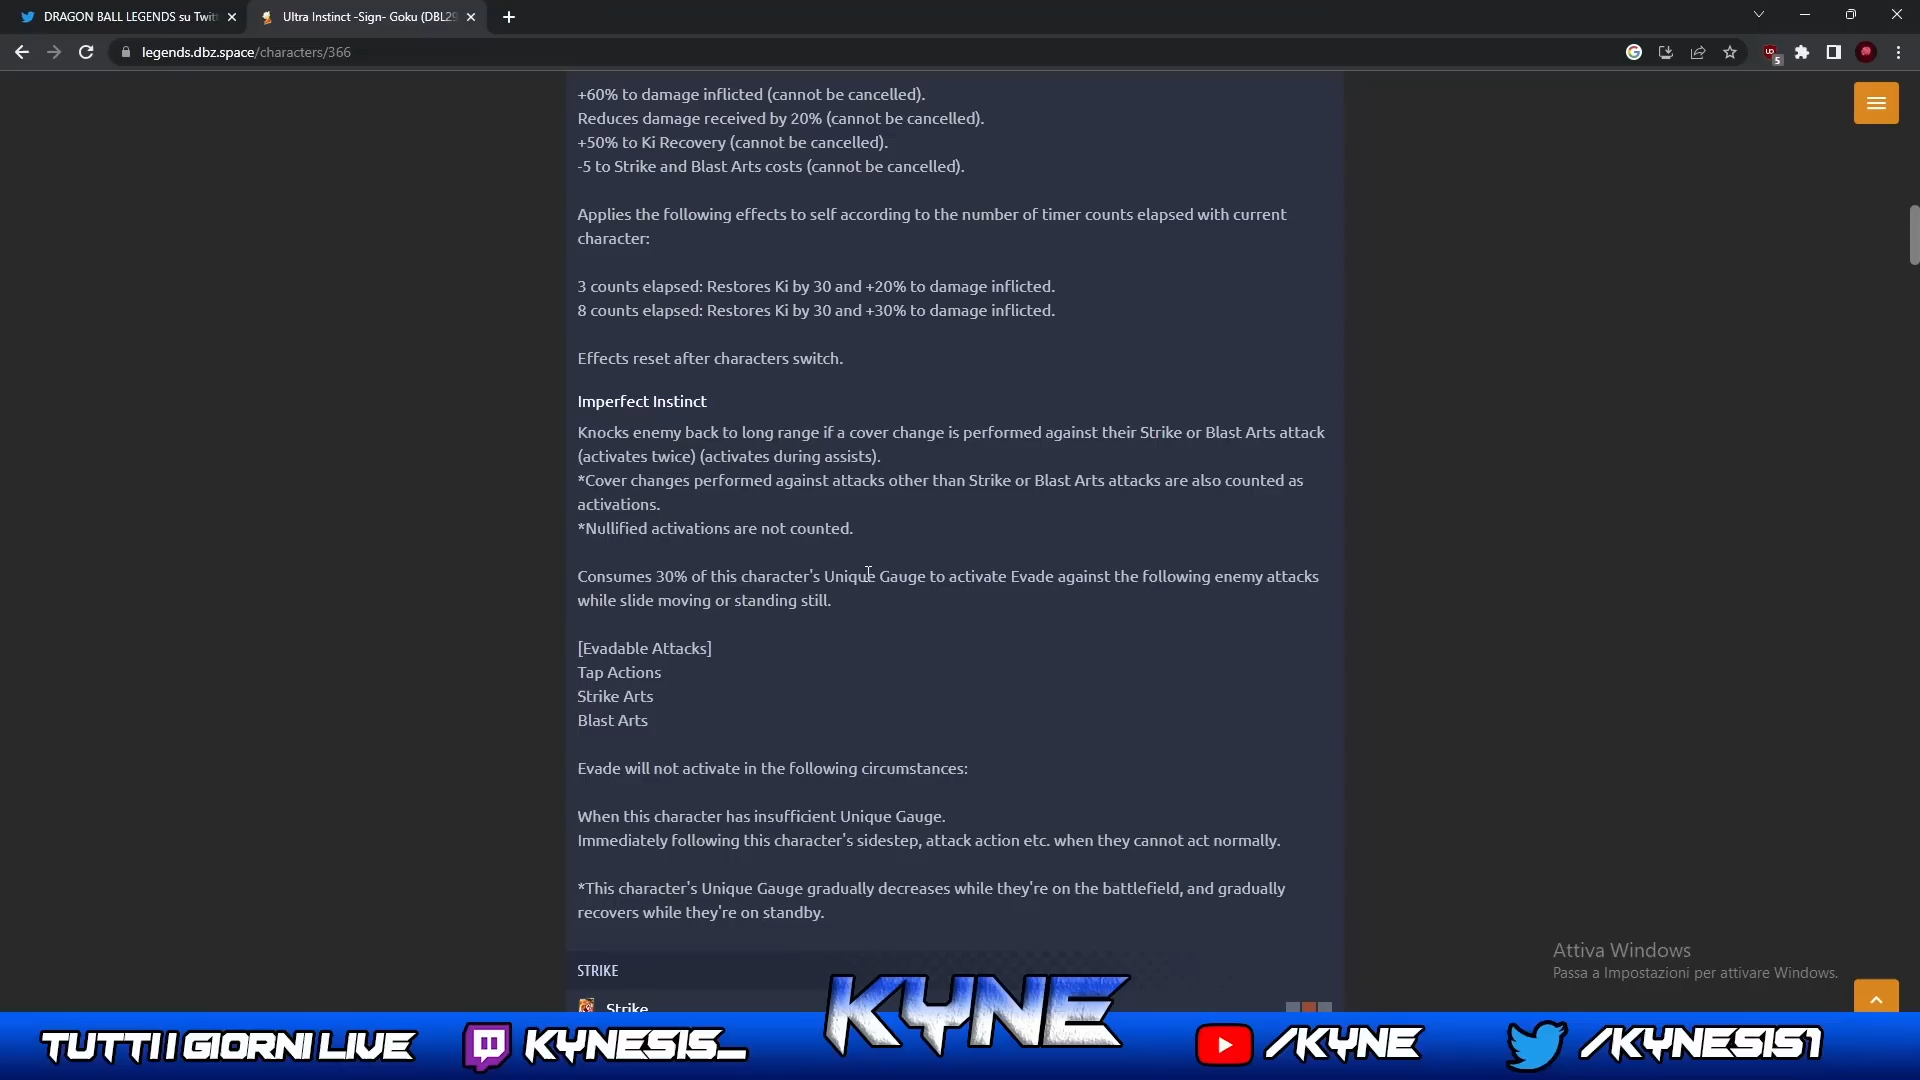 DRAGON BALL LEGENDS su Twit
Ultra Instinct -Sign- Goku (DBL29
legends.dbz.space/characters/366
5
+60% to damage inflicted (cannot be cancelled).
Reduces damage received by 20% (cannot be cancelled).
+50% to Ki Recovery (cannot be cancelled).
-5 to Strike and Blast Arts costs (cannot be cancelled).
Applies the following effects to self according to the number of timer counts elapsed with current
character:
3 counts elapsed: Restores Ki by 30 and +20% to damage inflicted.
8 counts elapsed: Restores Ki by 30 and +30% to damage inflicted.
Effects reset after characters switch.
Imperfect Instinct
Knocks enemy back to long range if a cover change is performed against their Strike or Blast Arts attack
(activates twice) (activates during assists).
*Cover changes performed against attacks other than Strike or Blast Arts attacks are also counted as
activations.
*Nullified activations are not counted.
Consumes 30% of this character's Unique Gauge to activate Evade against the following enemy attacks
while slide moving or standing still.
[Evadable Attacks]
Tap Actions
Strike Arts
Blast Arts
Evade will not activate in the following circumstances:
When this character has insufficient Unique Gauge.
Immediately following this character's sidestep, attack action etc. when they cannot act normally.
*This character's Unique Gauge gradually decreases while they're on the battlefield, and gradually
recovers while they're on standby.
STRIKE
Strike
Attiva Windows
Passa a Impostazioni per attivare Windows.
TUTTI I GIORNI LIVE
KYNESIS_
KYNE
/KYNE
/KYNESIS1